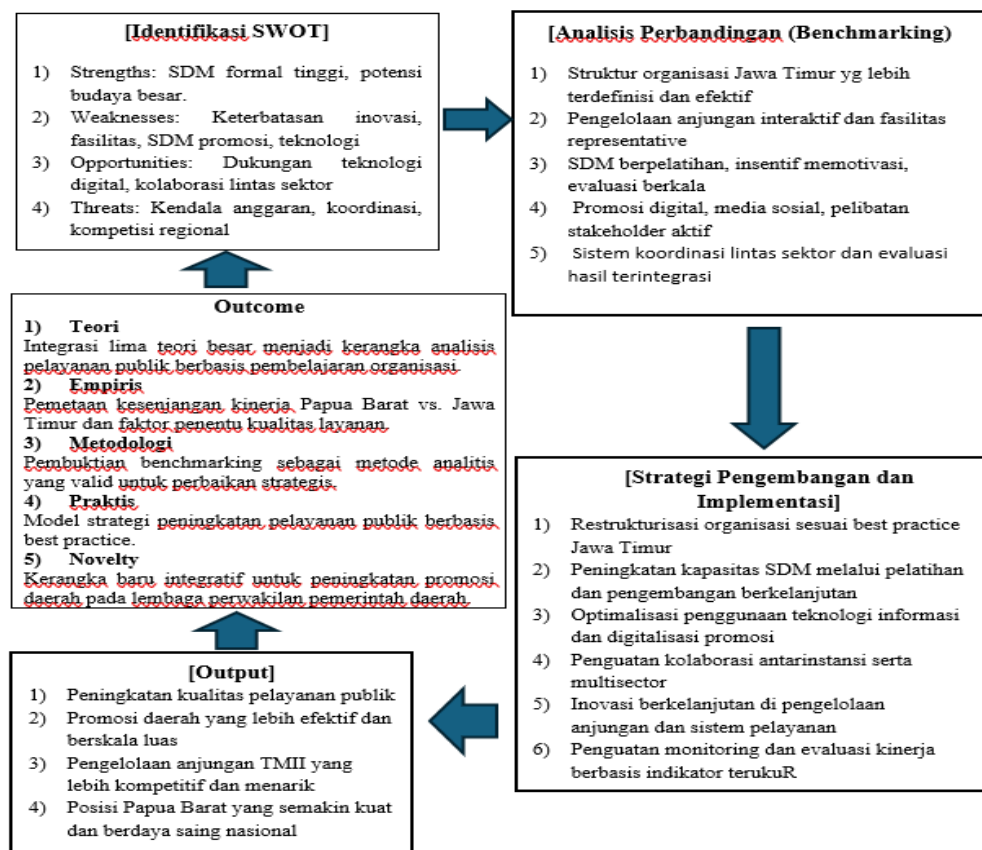 [Identifikasi SWOT]
1) Strengths: SDM formal tinggi, potensi
budaya besar.
2) Weaknesses: Keterbatasan inovasi,
fasilitas, SDM promosi, teknologi
3) Opportunities: Dukungan teknologi
digital, kolaborasi lintas sektor
4) Threats: Kendala anggaran, koordinasi,
kompetisi regional
[Analisis Perbandingan (Benchmarking)
1) Struktur organisasi Jawa Timur yg lebih
terdefinisi dan efektif
2) Pengelolaan anjungan interaktif dan fasilitas
representative
3) SDM berpelatihan, insentif memotivasi,
evaluasi berkala
4) Promosi digital, media sosial, pelibatan
stakeholder aktif
5) Sistem koordinasi lintas sektor dan evaluasi
hasil terintegrasi
[Strategi Pengembangan dan
Implementasi]
1) Restrukturisasi organisasi sesuai best practice
Jawa Timur
2) Peningkatan kapasitas SDM melalui pelatihan
dan pengembangan berkelanjutan
3) Optimalisasi penggunaan teknologi informasi
dan digitalisasi promosi
4) Penguatan kolaborasi antarinstansi serta
multisector
5) Inovasi berkelanjutan di pengelolaan
anjungan dan sistem pelayanan
6) Penguatan monitoring dan evaluasi kinerja
berbasis indikator terukuR
[Output]
1) Peningkatan kualitas pelayanan publik
2) Promosi daerah yang lebih efektif dan
berskala luas
3) Pengelolaan anjungan TMII yang
lebih kompetitif dan menarik
4) Posisi Papua Barat yang semakin kuat
dan berdaya saing nasional
Outcome
1) Teori
Integrasi lima teori besar menjadi kerangka analisis
pelayanan publik berbasis pembelajaran organisasi.
2) Empiris
Pemetaan kesenjangan kinerja Papua Barat vs. Jawa
Timur dan faktor penentu kualitas layanan.
3) Metodologi
Pembuktian benchmarking sebagai metode analitis
yang valid untuk perbaikan strategis.
4) Praktis
Model strategi peningkatan pelayanan publik berbasis
best practice.
5) Novelty
Kerangka baru integratif untuk peningkatan promosi
daerah pada lembaga perwakilan pemerintah daerah.